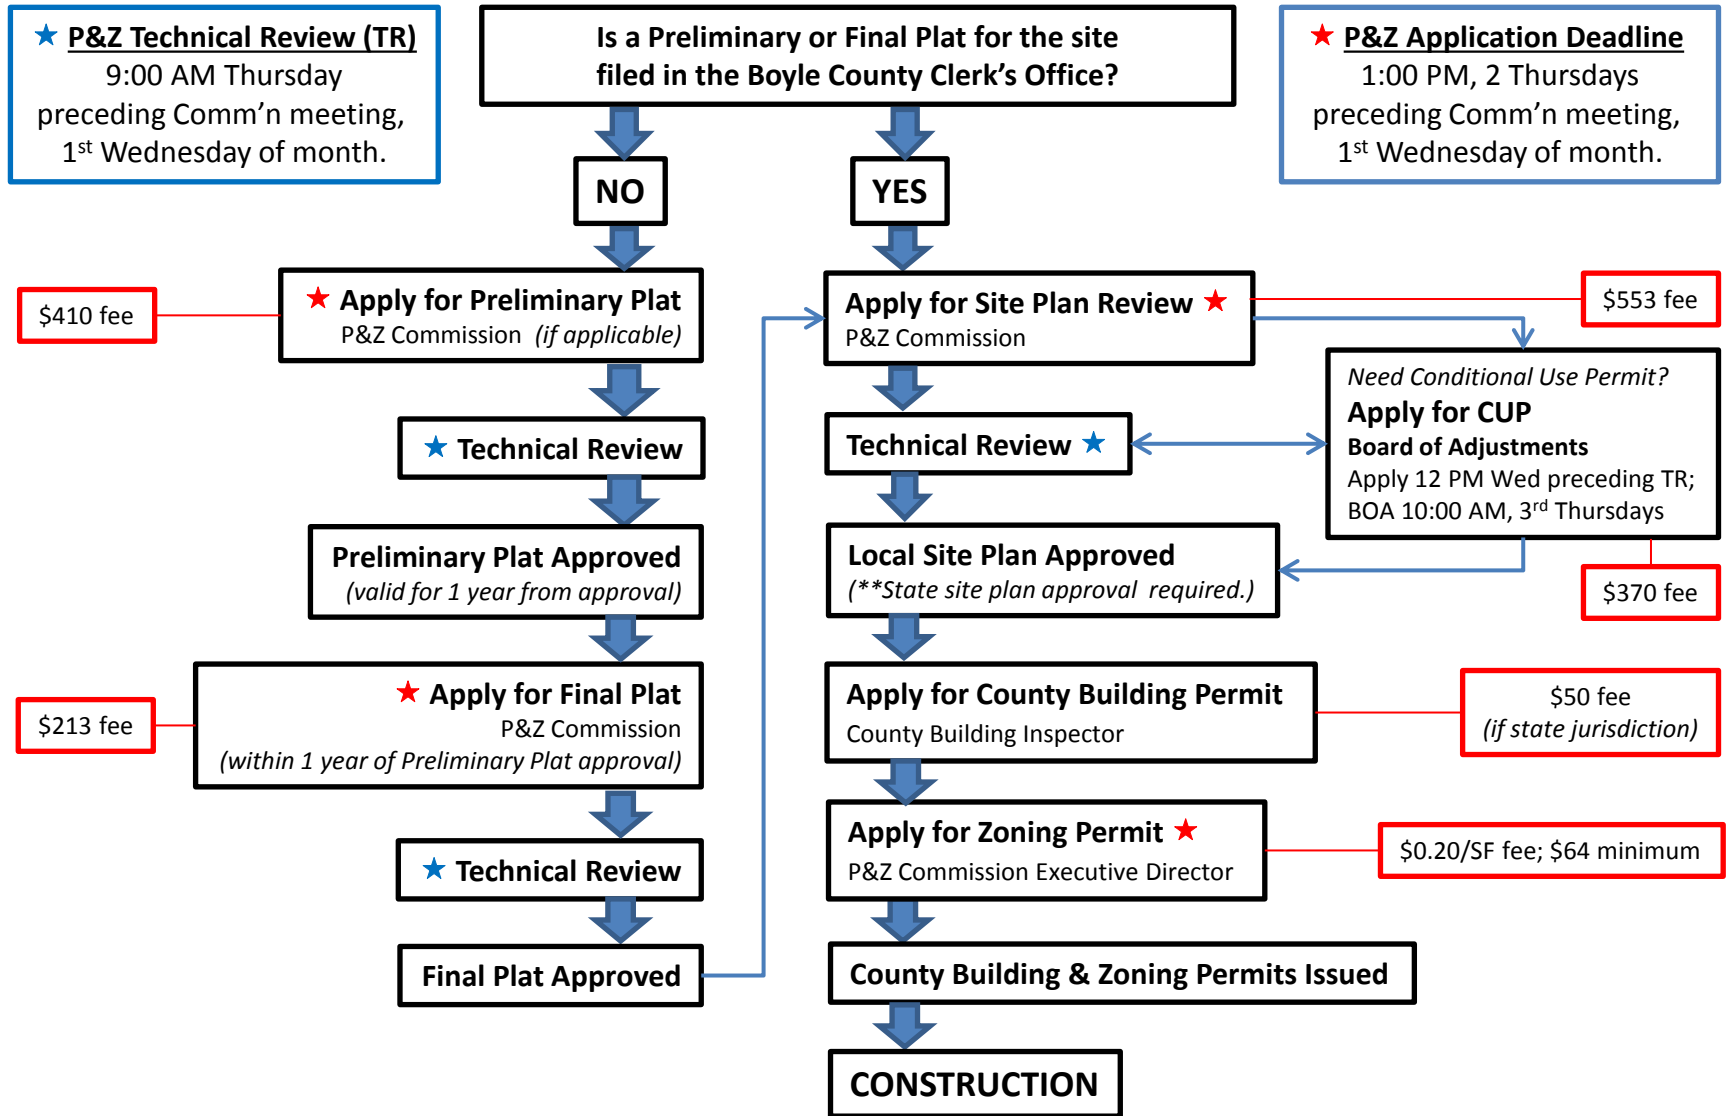 ★ P&Z Technical Review (TR)
9:00 AM Thursday
preceding Comm'n meeting,
1st Wednesday of month.
Is a Preliminary or Final Plat for the site
filed in the Boyle County Clerk's Office?
★ P&Z Application Deadline
1:00 PM, 2 Thursdays
preceding Comm'n meeting,
1st Wednesday of month.
NO
YES
$410 fee
★ Apply for Preliminary Plat
P&Z Commission (if applicable)
★ Technical Review
Preliminary Plat Approved
(valid for 1 year from approval)
$213 fee
★ Apply for Final Plat
P&Z Commission
(within 1 year of Preliminary Plat approval)
★ Technical Review
Final Plat Approved
Apply for Site Plan Review ★
P&Z Commission
$553 fee
Need Conditional Use Permit?
Apply for CUP
Board of Adjustments
Apply 12 PM Wed preceding TR;
BOA 10:00 AM, 3rd Thursdays
$370 fee
Technical Review ★
Local Site Plan Approved
(**State site plan approval required.)
Apply for County Building Permit
County Building Inspector
$50 fee
(if state jurisdiction)
Apply for Zoning Permit ★
P&Z Commission Executive Director
$0.20/SF fee; $64 minimum
County Building & Zoning Permits Issued
CONSTRUCTION